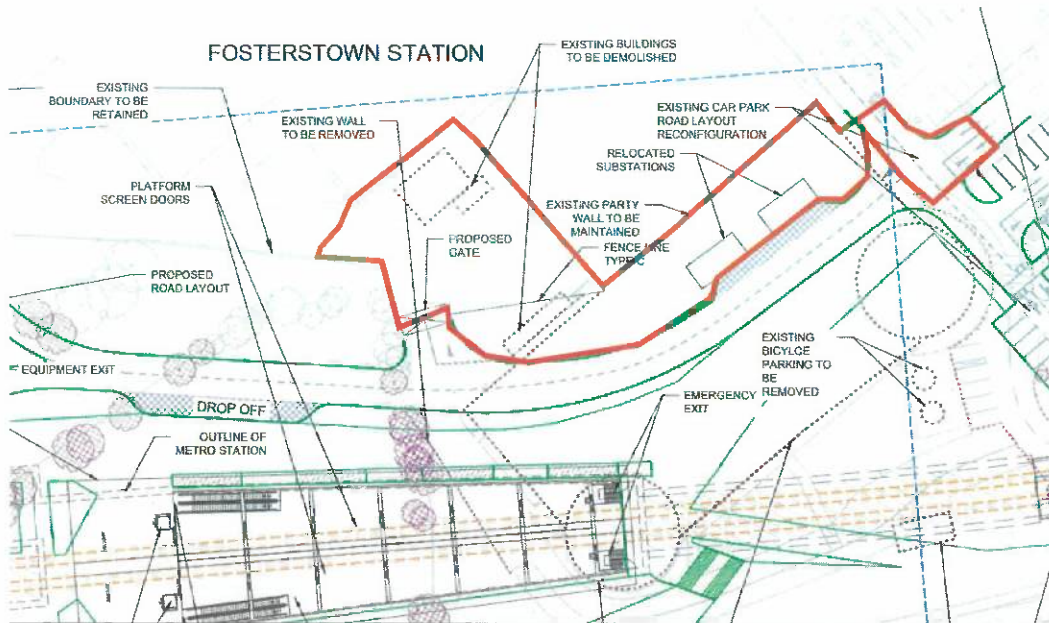 FOSTERSTOWN STATION
EXISTING BUILDINGS
TO BE DEMOLISHED
EXISTING
BOUNDARY TO BE
RETAINED
EXISTING WALL
TO BE REMOVED
EXISTING CAR PARK
ROAD LAYOUT
RECONFIGURATION
RELOCATED
SUBSTATIONS
PLATFORM
SCREEN DOORS
EXISTING PARTY
WALL TO BE
MAINTAINED
PROPOSED
GATE
FENCE LINE
TYPE C
PROPOSED
ROAD LAYOUT
EXISTING
BICYLCE
PARKING TO
BE
REMOVED
EQUIPMENT EXIT
DROP OFF
EMERGENCY
EXIT
OUTLINE OF
METRO STATION